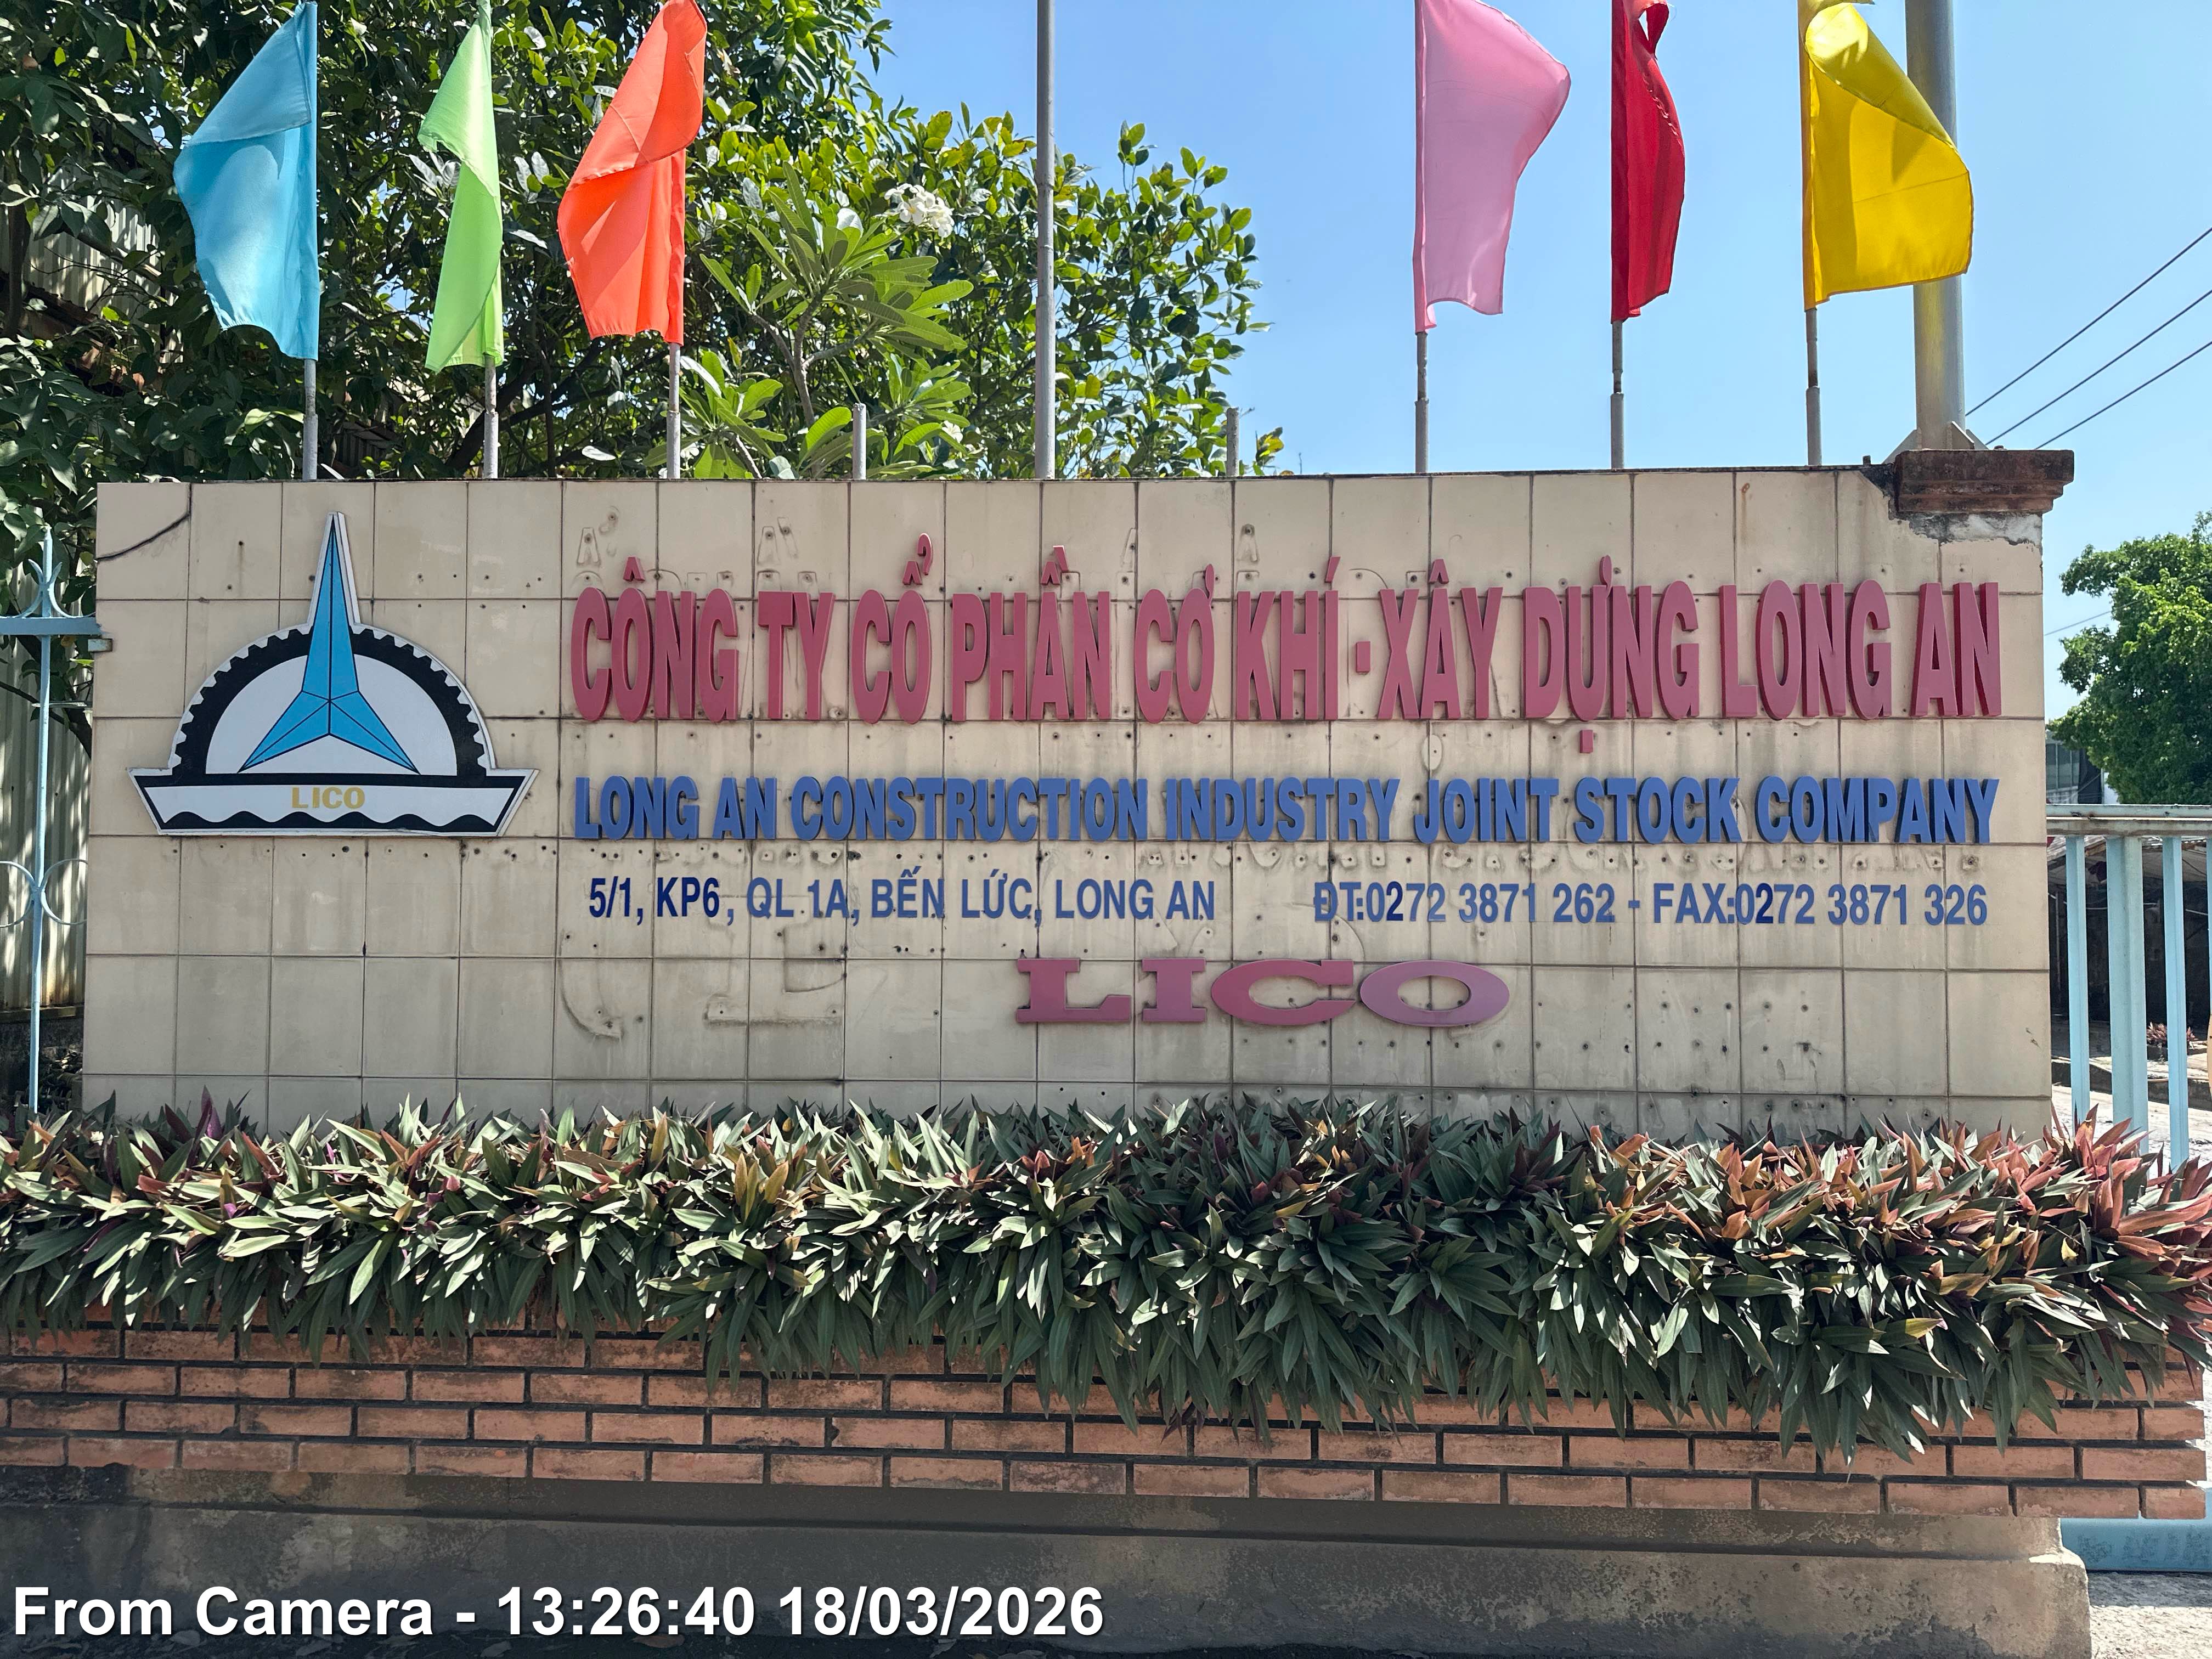 CÔNG TY CỔ PHẦN CƠ KHÍ - XÂY DỰNG LONG AN
LICO
LONG AN CONSTRUCTION INDUSTRY JOINT STOCK COMPANY
5/1, KP6, QL 1A, BẾN LỨC, LONG AN ĐT:0272 3871 262 - FAX:0272 3871 326
LICO
From Camera - 13:26:40 18/03/2026